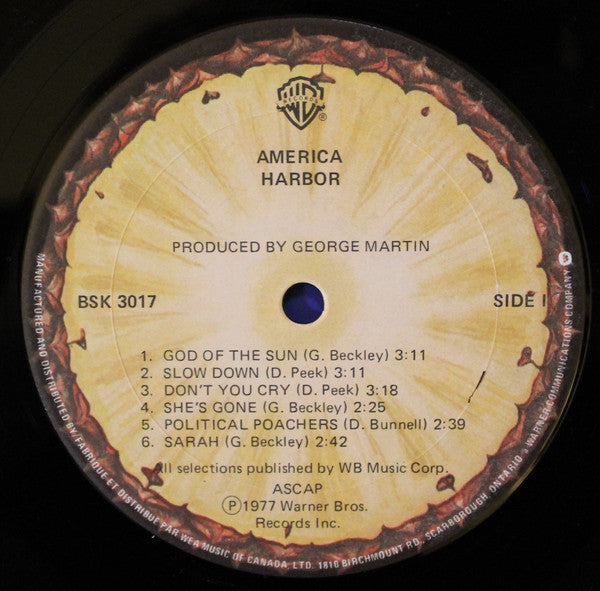 RECORDS
®
AMERICA
HARBOR
PRODUCED BY GEORGE MARTIN
BSK 3017
SIDE 1
1. GOD OF THE SUN (G. Beckley) 3:11
2. SLOW DOWN (D. Peek) 3:11
3. DON'T YOU CRY (D. Peek) 3:18
4. SHE'S GONE (G. Beckley) 2:25
5. POLITICAL POACHERS (D. Bunnell) 2:39
6. SARAH (G. Beckley) 2:42
All selections published by WB Music Corp.
ASCAP
Ⓟ1977 Warner Bros.
Records Inc.
MANUFACTURED AND DISTRIBUTED BY/FABRIQUÉ ET DISTRIBUÉ PAR WEA MUSIC OF CANADA, LTD. 1810 BIRCHMOUNT RD., SCARBOROUGH, ONTARIO a WARNER COMMUNICATIONS COMPANY